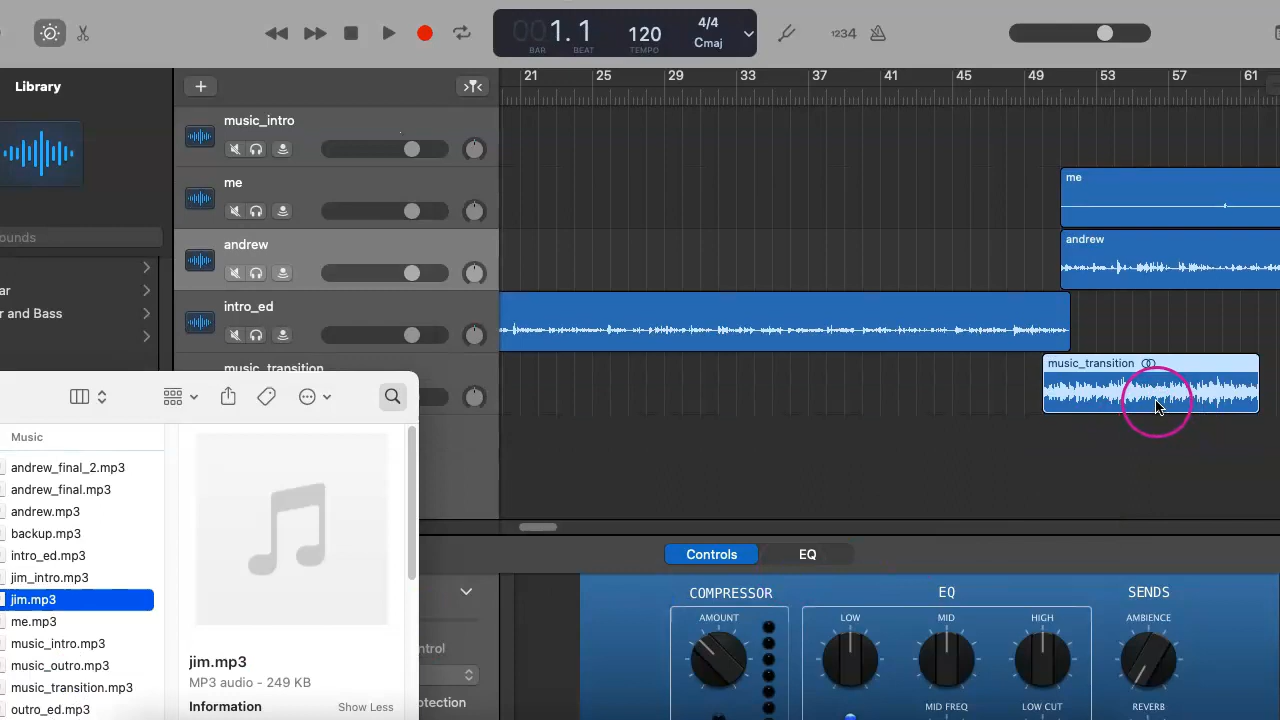 001. 1
BAR
BEAT
120
TEMPO
4/4
Cmaj
1234
Library
21 25 29 33 37 41 45 49 53 57 61
music_intro
me
me
andrew
andrew
intro_ed
music_transition
music_transition
ounds
ar
r and Bass
Music
andrew_final_2.mp3
andrew_final.mp3
andrew.mp3
backup.mp3
intro_ed.mp3
jim_intro.mp3
jim.mp3
me.mp3
music_intro.mp3
music_outro.mp3
music_transition.mp3
outro_ed.mp3
jim.mp3
MP3 audio - 249 KB
Information Show Less
Controls EQ
ntrol
otection
COMPRESSOR
AMOUNT
EQ
LOW MID HIGH
MID FREQ LOW CUT
SENDS
AMBIENCE
REVERB